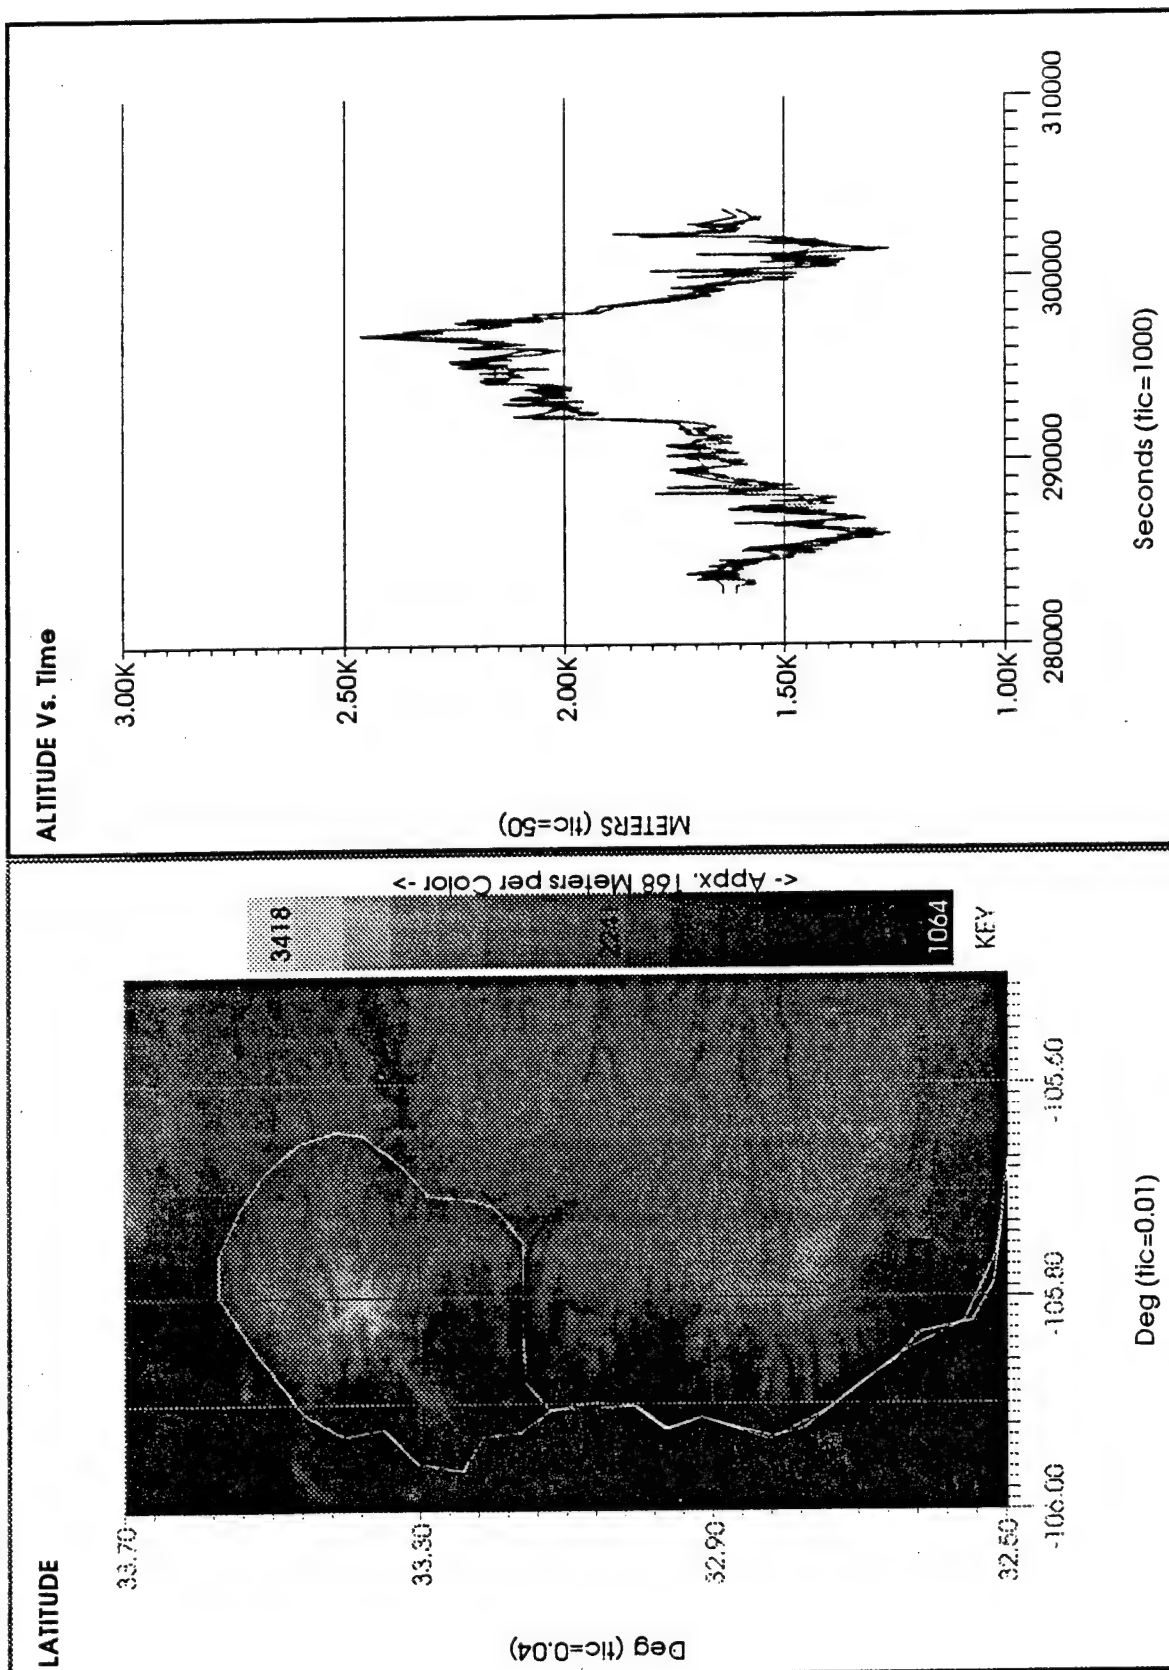 LATITUDE
Deg (tic=0.04)
33.70
33.30
32.90
32.50
-106.00
-105.80
-105.60
Deg (tic=0.01)
3418
2241
1064
KEY
<- Appx. 168 Meters per Color ->
ALTITUDE Vs. Time
METERS (tic=50)
3.00K
2.50K
2.00K
1.50K
1.00K
280000
290000
300000
310000
Seconds (tic=1000)